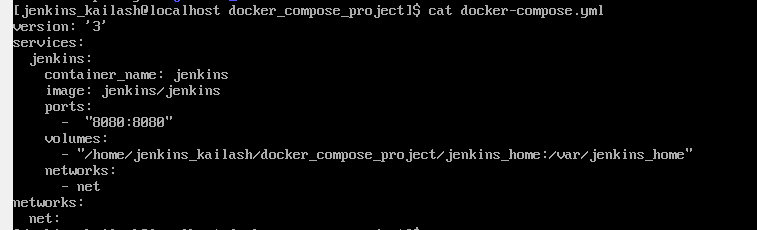 [jenkins_kailash@localhost docker_compose_project]$ cat docker-compose.yml
version: '3'
services:
  jenkins:
    container_name: jenkins
    image: jenkins/jenkins
    ports:
      -  "8080:8080"
    volumes:
      - "/home/jenkins_kailash/docker_compose_project/jenkins_home:/var/jenkins_home"
    networks:
      - net
networks:
  net: